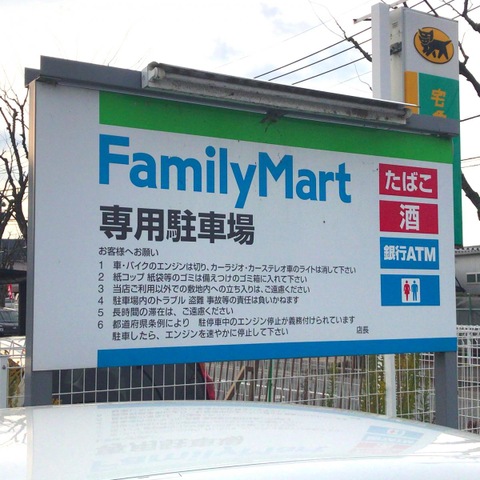 FamilyMart
専用駐車場
お客様へお願い
1 車・バイクのエンジンは切り、カーラジオ・カーステレオ車のライトは消して下さい
2 紙コップ 紙袋等のゴミは備えつけのゴミ箱に入れて下さい
3 当店ご利用以外での敷地内への立ち入りは、ご遠慮ください
4 駐車場内のトラブル 盗難 事故等の責任は負いかねます
5 長時間の滞在は、ご遠慮ください
6 都道府県条例により 駐停車中のエンジン停止が義務付けられています
駐車したら、エンジンを速やかに停止して下さい
店長
たばこ
酒
銀行ATM
宅急